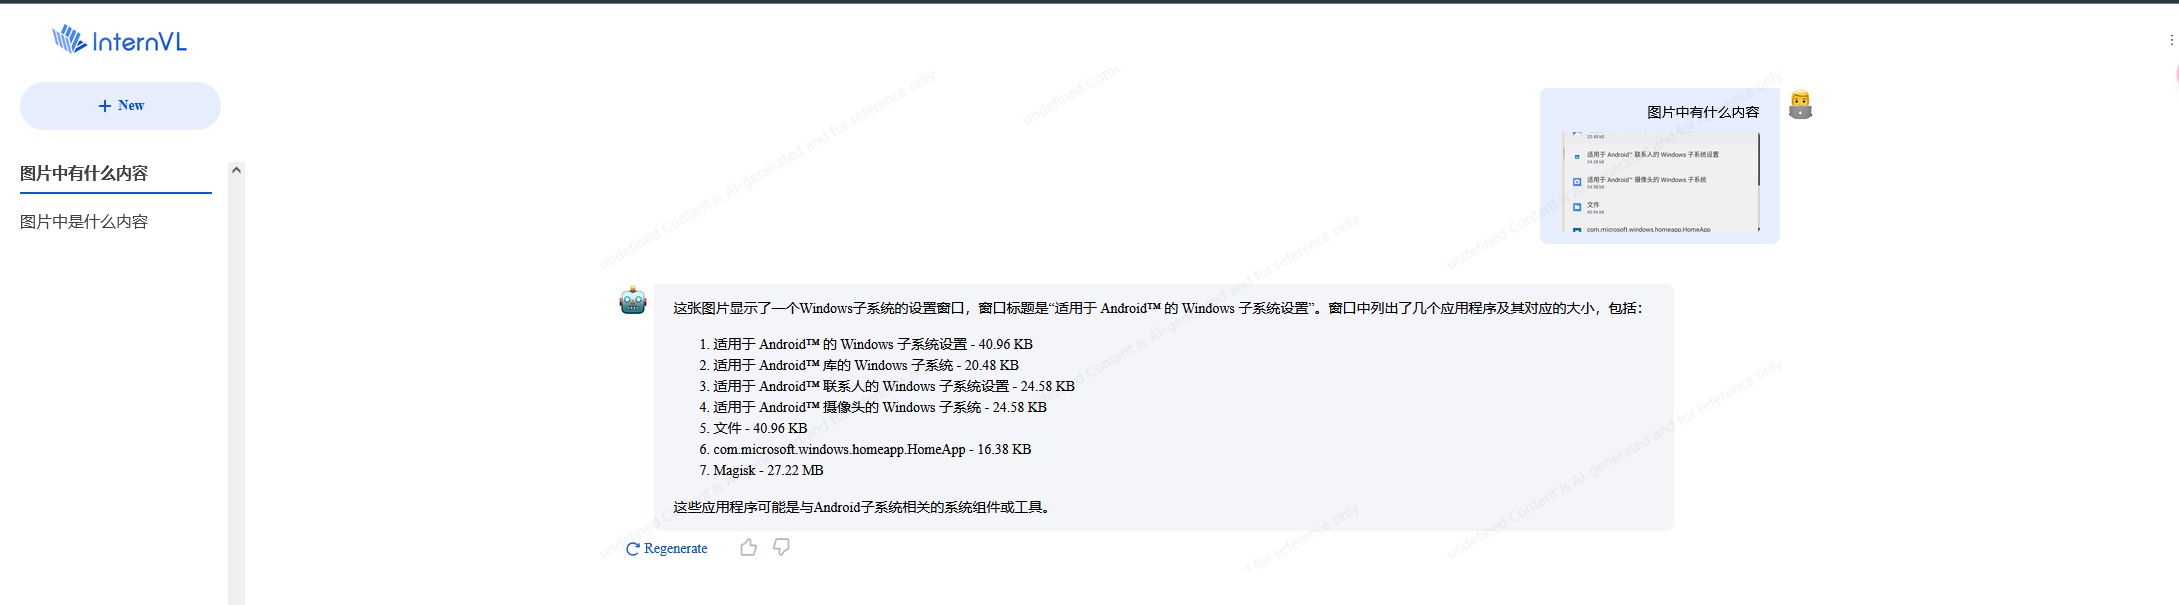 InternVL
+ New
图片中有什么内容
图片中是什么内容
图片中有什么内容
20.48 kB
适用于 Android™ 联系人的 Windows 子系统设置
24.58 kB
适用于 Android™ 摄像头的 Windows 子系统
24.58 kB
文件
40.96 kB
com.microsoft.windows.homeapp.HomeApp
这张图片显示了一个Windows子系统的设置窗口，窗口标题是“适用于 Android™ 的 Windows 子系统设置”。窗口中列出了几个应用程序及其对应的大小，包括：
1. 适用于 Android™ 的 Windows 子系统设置 - 40.96 KB
2. 适用于 Android™ 库的 Windows 子系统 - 20.48 KB
3. 适用于 Android™ 联系人的 Windows 子系统设置 - 24.58 KB
4. 适用于 Android™ 摄像头的 Windows 子系统 - 24.58 KB
5. 文件 - 40.96 KB
6. com.microsoft.windows.homeapp.HomeApp - 16.38 KB
7. Magisk - 27.22 MB
这些应用程序可能是与Android子系统相关的系统组件或工具。
Regenerate
undefined Content is AI-generated and for reference only